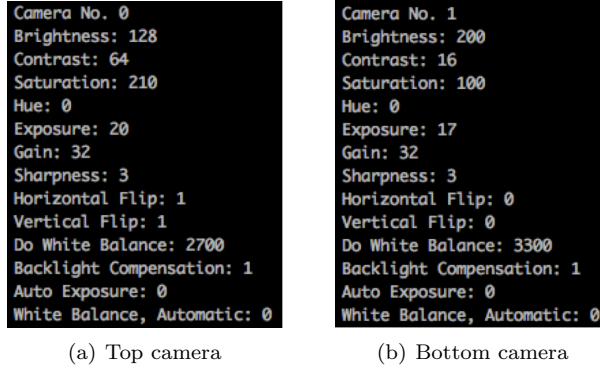 Camera No. 0
Brightness: 128
Contrast: 64
Saturation: 210
Hue: 0
Exposure: 20
Gain: 32
Sharpness: 3
Horizontal Flip: 1
Vertical Flip: 1
Do White Balance: 2700
Backlight Compensation: 1
Auto Exposure: 0
White Balance, Automatic: 0
(a) Top camera
Camera No. 1
Brightness: 200
Contrast: 16
Saturation: 100
Hue: 0
Exposure: 17
Gain: 32
Sharpness: 3
Horizontal Flip: 0
Vertical Flip: 0
Do White Balance: 3300
Backlight Compensation: 1
Auto Exposure: 0
White Balance, Automatic: 0
(b) Bottom camera